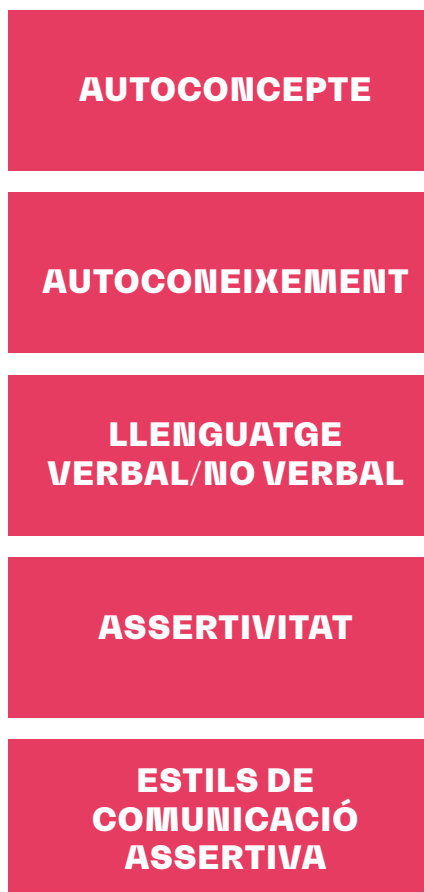 AUTOCONCEPTE
AUTOCONEIXEMENT
LLENGUATGE
VERBAL/NO VERBAL
ASSERTIVITAT
ESTILS DE
COMUNICACIÓ
ASSERTIVA